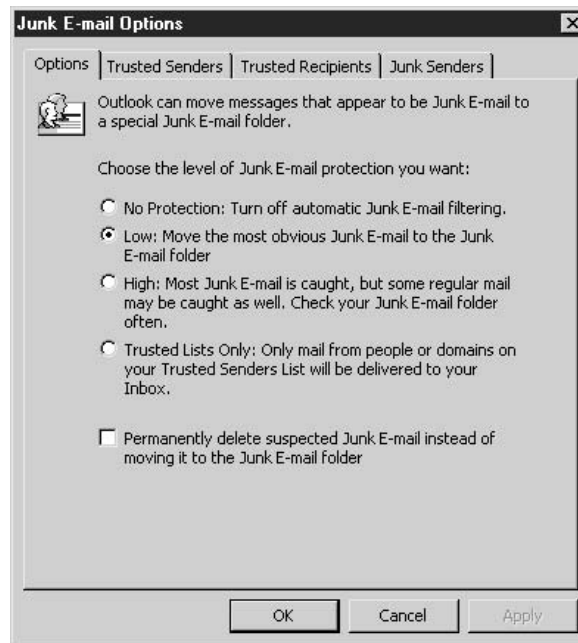 Junk E-mail Options
Options
Trusted Senders
Trusted Recipients
Junk Senders
Outlook can move messages that appear to be Junk E-mail to
a special Junk E-mail folder.
Choose the level of Junk E-mail protection you want:
No Protection: Turn off automatic Junk E-mail filtering.
Low: Move the most obvious Junk E-mail to the Junk
E-mail folder
High: Most Junk E-mail is caught, but some regular mail
may be caught as well. Check your Junk E-mail folder
often.
Trusted Lists Only: Only mail from people or domains on
your Trusted Senders List will be delivered to your
Inbox.
Permanently delete suspected Junk E-mail instead of
moving it to the Junk E-mail folder
OK
Cancel
Apply